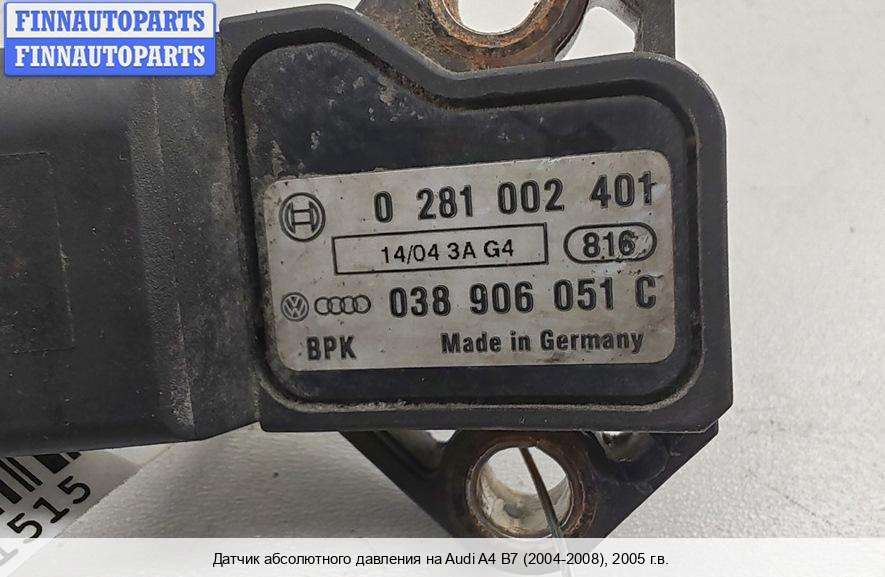 FINNAUTOPARTS
FINNAUTOPARTS
0 281 002 401
14/04 3A G4
816
038 906 051 C
BPK Made in Germany
1515
Датчик абсолютного давления на Audi A4 B7 (2004-2008), 2005 г.в.